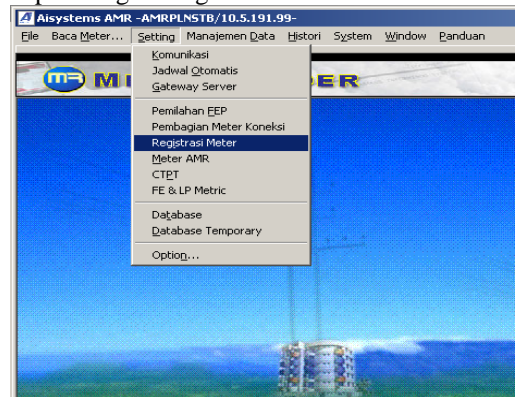 Aisystems AMR -AMRPLNSTB/10.5.191.99-
File Baca Meter... Setting Manajemen Data Histori System Window Panduan
Komunikasi
Jadwal Otomatis
Gateway Server
Pemilahan FEP
Pembagian Meter Koneksi
Registrasi Meter
Meter AMR
CTPT
FE & LP Metric
Database
Database Temporary
Option...